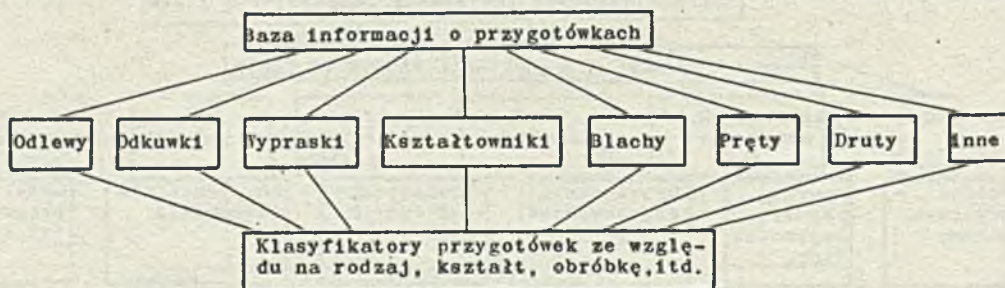 Baza informacji o przygotówkach
Odlewy Odkuwki Wypraski Kształtowniki Blachy Pręty Druty inne
Klasyfikatory przygotówek ze wzglę-
du na rodzaj, kształt, obróbkę,itd.